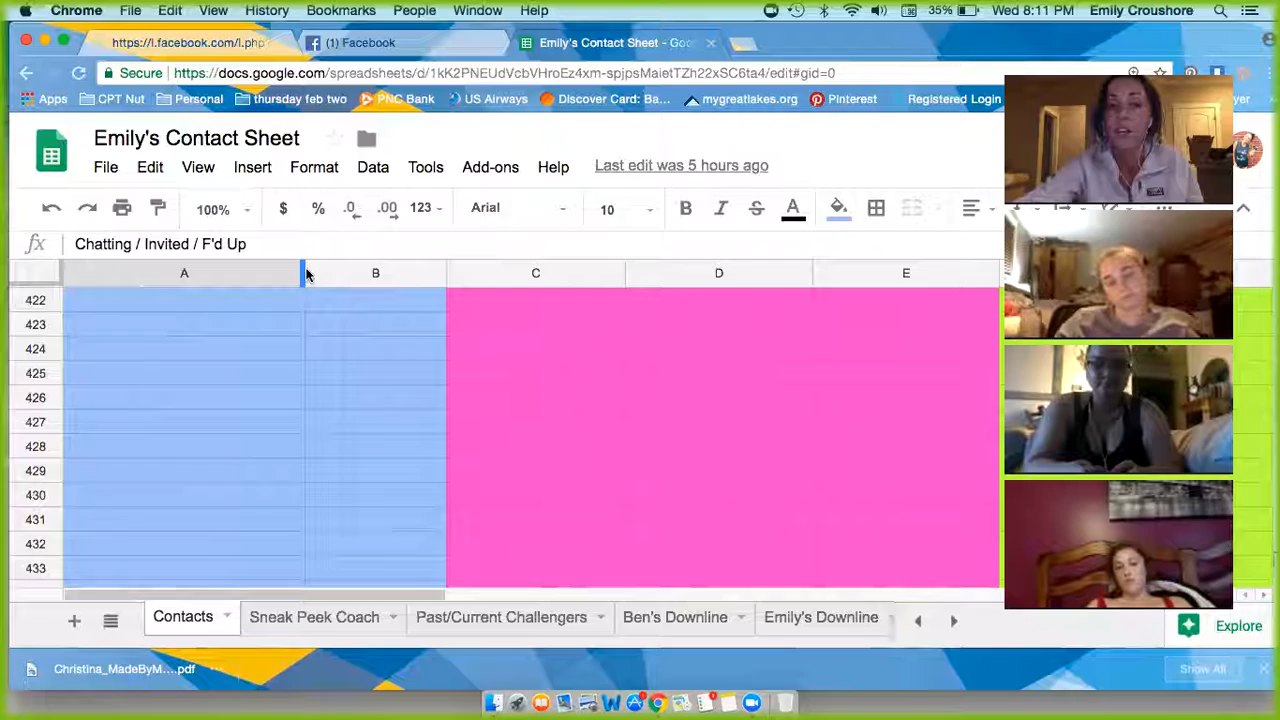 Chrome File Edit View History Bookmarks People Window Help 35% Wed 8:11 PM Emily Croushore
https://l.facebook.com/l.php (1) Facebook Emily's Contact Sheet - Goo
Secure https://docs.google.com/spreadsheets/d/1kK2PNEUdVcbVHroEz4xm-spjpsMaietTZh22xSC6ta4/edit#gid=0
Apps CPT Nut Personal thursday feb two PNC Bank US Airways Discover Card: Ba... mygreatlakes.org Pinterest Registered Login
Emily's Contact Sheet
File Edit View Insert Format Data Tools Add-ons Help Last edit was 5 hours ago
100% $ % .0 .00 123 Arial 10 B I S A
fx Chatting / Invited / F'd Up
A B C D E
422
423
424
425
426
427
428
429
430
431
432
433
Contacts Sneak Peek Coach Past/Current Challengers Ben's Downline Emily's Downline Explore
Christina_MadeByM....pdf Show All